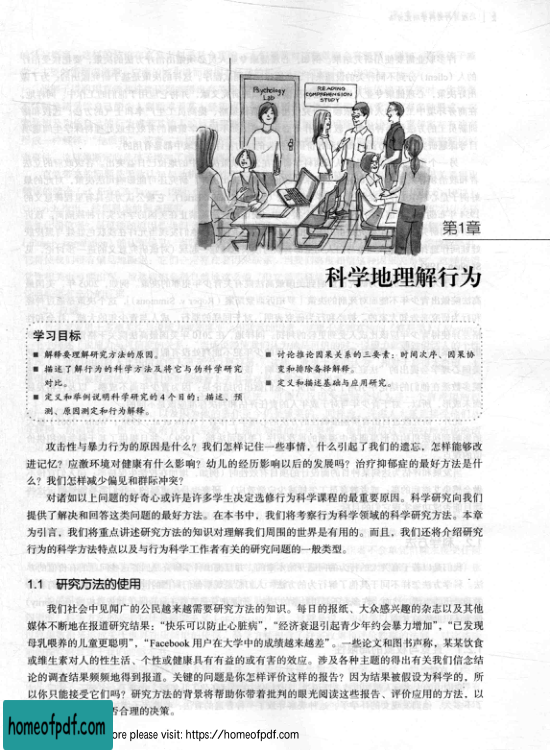 Psychology
Lab
READING
COMPREHENSION
STUDY
第1章
科学地理解行为
学习目标
■ 解释要理解研究方法的原因。
■ 描述了解行为的科学方法及将它与伪科学研究
对比。
■ 定义和举例说明科学研究的4个目的：描述、预
测、原因测定和行为解释。
■ 讨论推论因果关系的三要素：时间次序、因果协
变和排除备择解释。
■ 定义和描述基础与应用研究。
攻击性与暴力行为的原因是什么？我们怎样记住一些事情，什么引起了我们的遗忘，怎样能够改
进记忆？应激环境对健康有什么影响？幼儿的经历影响以后的发展吗？治疗抑郁症的最好方法是什
么？我们怎样减少偏见和群际冲突？
对诸如以上问题的好奇心或许是许多学生决定选修行为科学课程的最重要原因。科学研究向我们
提供了解决和回答这类问题的最好方法。在本书中，我们将考察行为科学领域的科学研究方法。本章
为引言，我们将重点讲述研究方法的知识对理解我们周围的世界是有用的。而且，我们还将介绍研究
行为的科学方法特点以及与行为科学工作者有关的研究问题的一般类型。
1.1 研究方法的使用
我们社会中见闻广的公民越来越需要研究方法的知识。每日的报纸、大众感兴趣的杂志以及其他
媒体不断地在报道研究结果：“快乐可以防止心脏病”，“经济衰退引起青少年约会暴力增加”，“已发现
母乳喂养的儿童更聪明”，“Facebook 用户在大学中的成绩越来越差”。一些论文和图书声称，某某饮食
或维生素对人的性生活、个性或健康具有有益的或有害的效应。涉及各种主题的得出有关我们信念结
论的调查结果频频地得到报道。关键的问题是你怎样评价这样的报告？因为结果被假设为科学的，所
以你只能接受它们吗？研究方法的背景将帮助你带着批判的眼光阅读这些报告、评价应用的方法，以
否合理的决策。
homeofpdf.com
ore please visit: https://homeofpdf.com